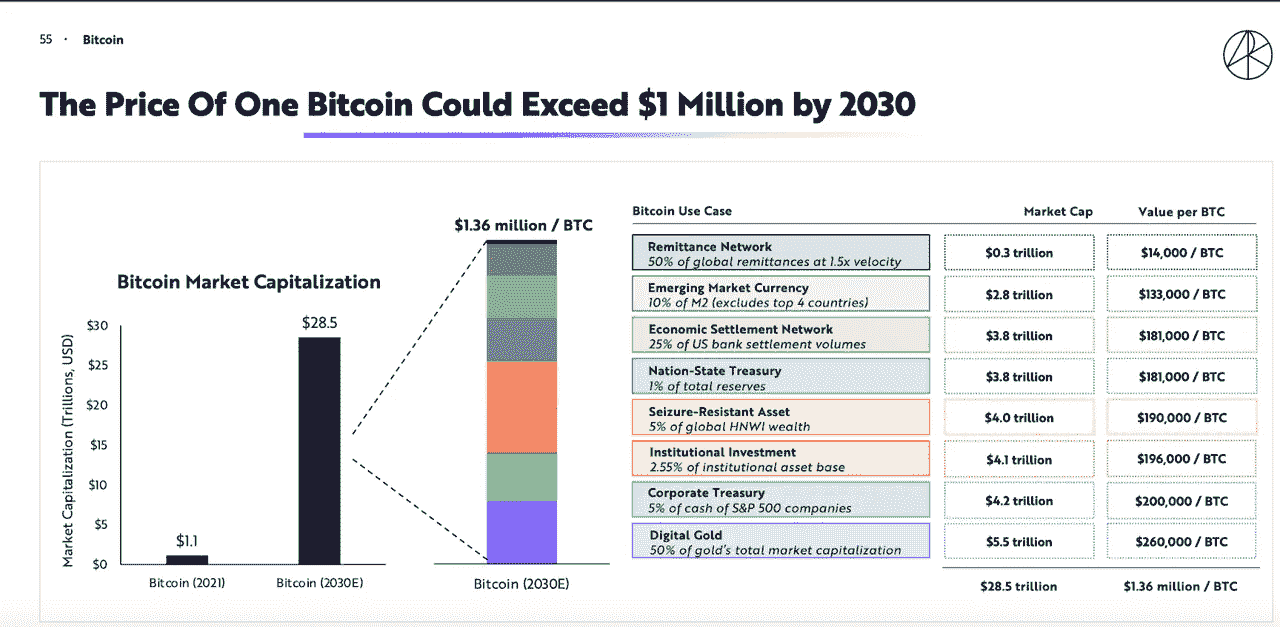 55 · Bitcoin
The Price Of One Bitcoin Could Exceed $1 Million by 2030
Bitcoin Market Capitalization
Market Capitalization (Trillions, USD)
$30
$25
$20
$15
$10
$5
$0
$1.1
$28.5
Bitcoin (2021)
Bitcoin (2030E)
$1.36 million / BTC
Bitcoin (2030E)
Bitcoin Use Case Market Cap Value per BTC
Remittance Network
50% of global remittances at 1.5x velocity
$0.3 trillion $14,000 / BTC
Emerging Market Currency
10% of M2 (excludes top 4 countries)
$2.8 trillion $133,000 / BTC
Economic Settlement Network
25% of US bank settlement volumes
$3.8 trillion $181,000 / BTC
Nation-State Treasury
1% of total reserves
$3.8 trillion $181,000 / BTC
Seizure-Resistant Asset
5% of global HNWI wealth
$4.0 trillion $190,000 / BTC
Institutional Investment
2.55% of institutional asset base
$4.1 trillion $196,000 / BTC
Corporate Treasury
5% of cash of S&P 500 companies
$4.2 trillion $200,000 / BTC
Digital Gold
50% of gold's total market capitalization
$5.5 trillion $260,000 / BTC
$28.5 trillion $1.36 million / BTC